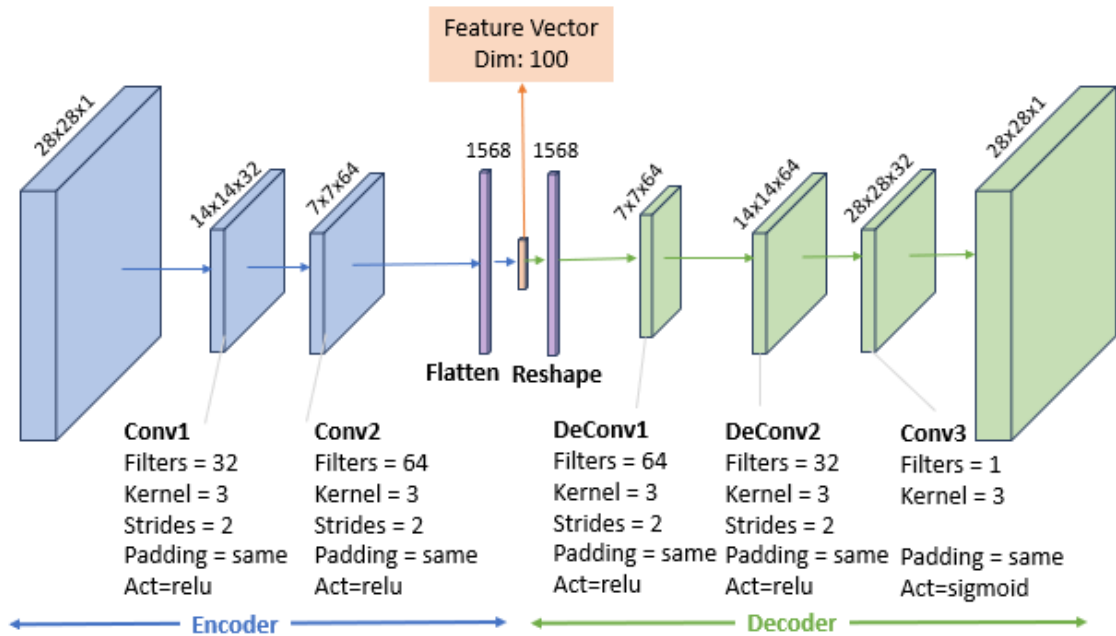 Feature Vector
Dim: 100
28x28x1
14x14x32
7x7x64
1568
1568
7x7x64
14x14x64
28x28x32
28x28x1
Flatten
Reshape
Conv1
Filters = 32
Kernel = 3
Strides = 2
Padding = same
Act=relu
Conv2
Filters = 64
Kernel = 3
Strides = 2
Padding = same
Act=relu
DeConv1
Filters = 64
Kernel = 3
Strides = 2
Padding = same
Act=relu
DeConv2
Filters = 32
Kernel = 3
Strides = 2
Padding = same
Act=relu
Conv3
Filters = 1
Kernel = 3
Padding = same
Act=sigmoid
Encoder
Decoder